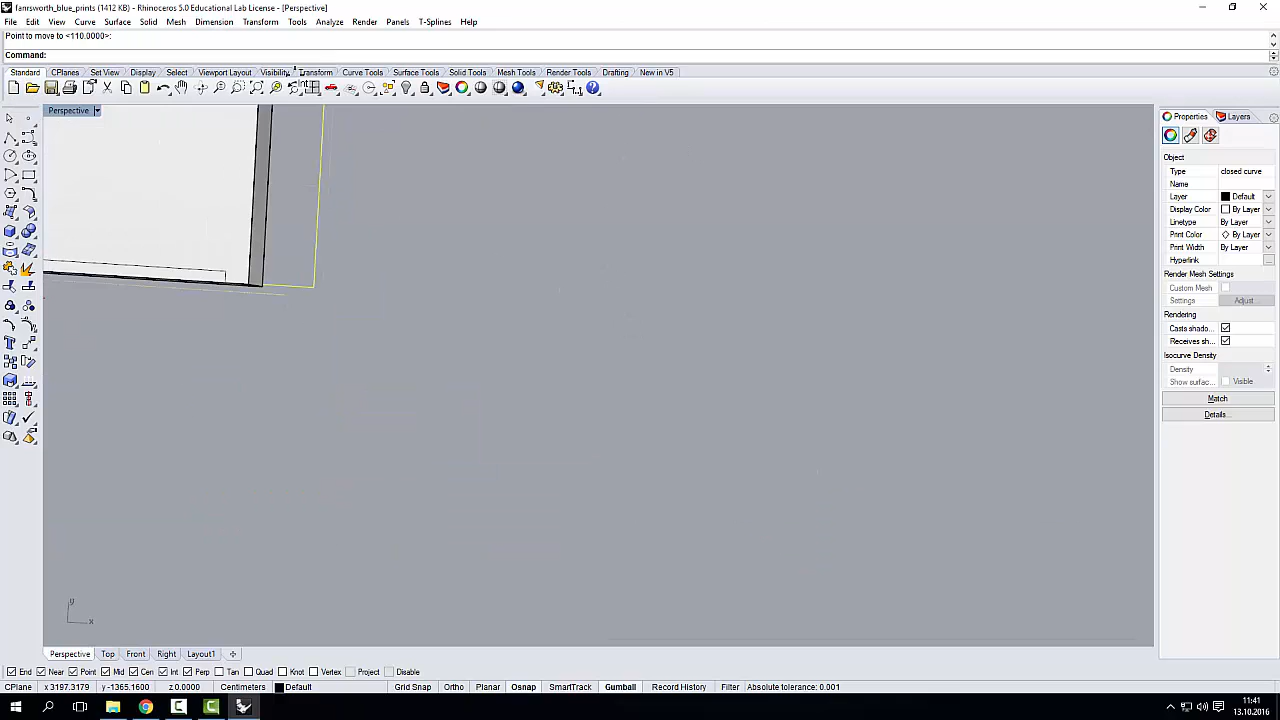 fanrsworth_blue_prints (1412 KB) - Rhinoceros 5.0 Educational Lab License - [Perspective]
File Edit View Curve Surface Solid Mesh Dimension Transform Tools Analyze Render Panels T-Splines Help
Point to move to <110.0000>:
Command:
Standard CPlanes Set View Display Select Viewport Layout Visibility Transform Curve Tools Surface Tools Solid Tools Mesh Tools Render Tools Drafting New in V5
Perspective
Properties Layers
Object
Type closed curve
Name
Layer Default
Display Color By Layer
Linetype By Layer
Print Color By Layer
Print Width By Layer
Hyperlink ...
Render Mesh Settings
Custom Mesh
Settings Adjust...
Rendering
Casts shado...
Receives sh...
Isocurve Density
Density
Show surfac... Visible
Match
Details...
y
x
Perspective Top Front Right Layout1
End Near Point Mid Cen Int Perp Tan Quad Knot Vertex Project Disable
CPlane x 3197.3179 y -1365.1600 z 0.0000 Centimeters Default Grid Snap Ortho Planar Osnap SmartTrack Gumball Record History Filter Absolute tolerance: 0.001
11:41
13.10.2016